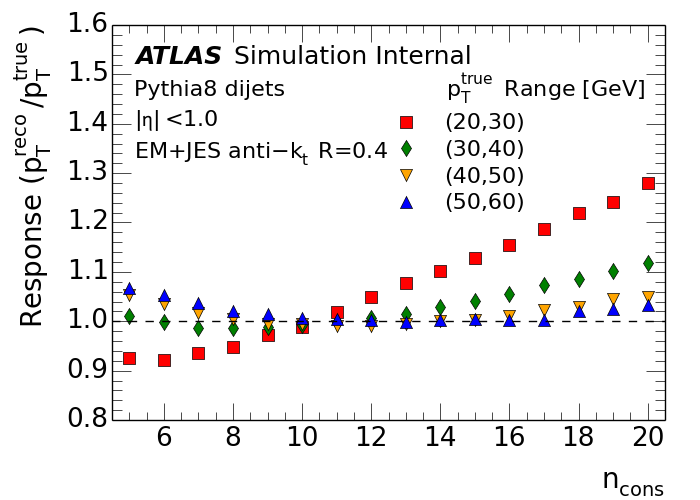 1.6
1.5
1.4
1.3
1.2
1.1
1.0
0.9
0.8
Response (p_T^reco /p_T^true )
ATLAS Simulation Internal
Pythia8 dijets
|η| <1.0
EM+JES anti−k_t R=0.4
p_T^true Range [GeV]
(20,30)
(30,40)
(40,50)
(50,60)
6 8 10 12 14 16 18 20
n_cons